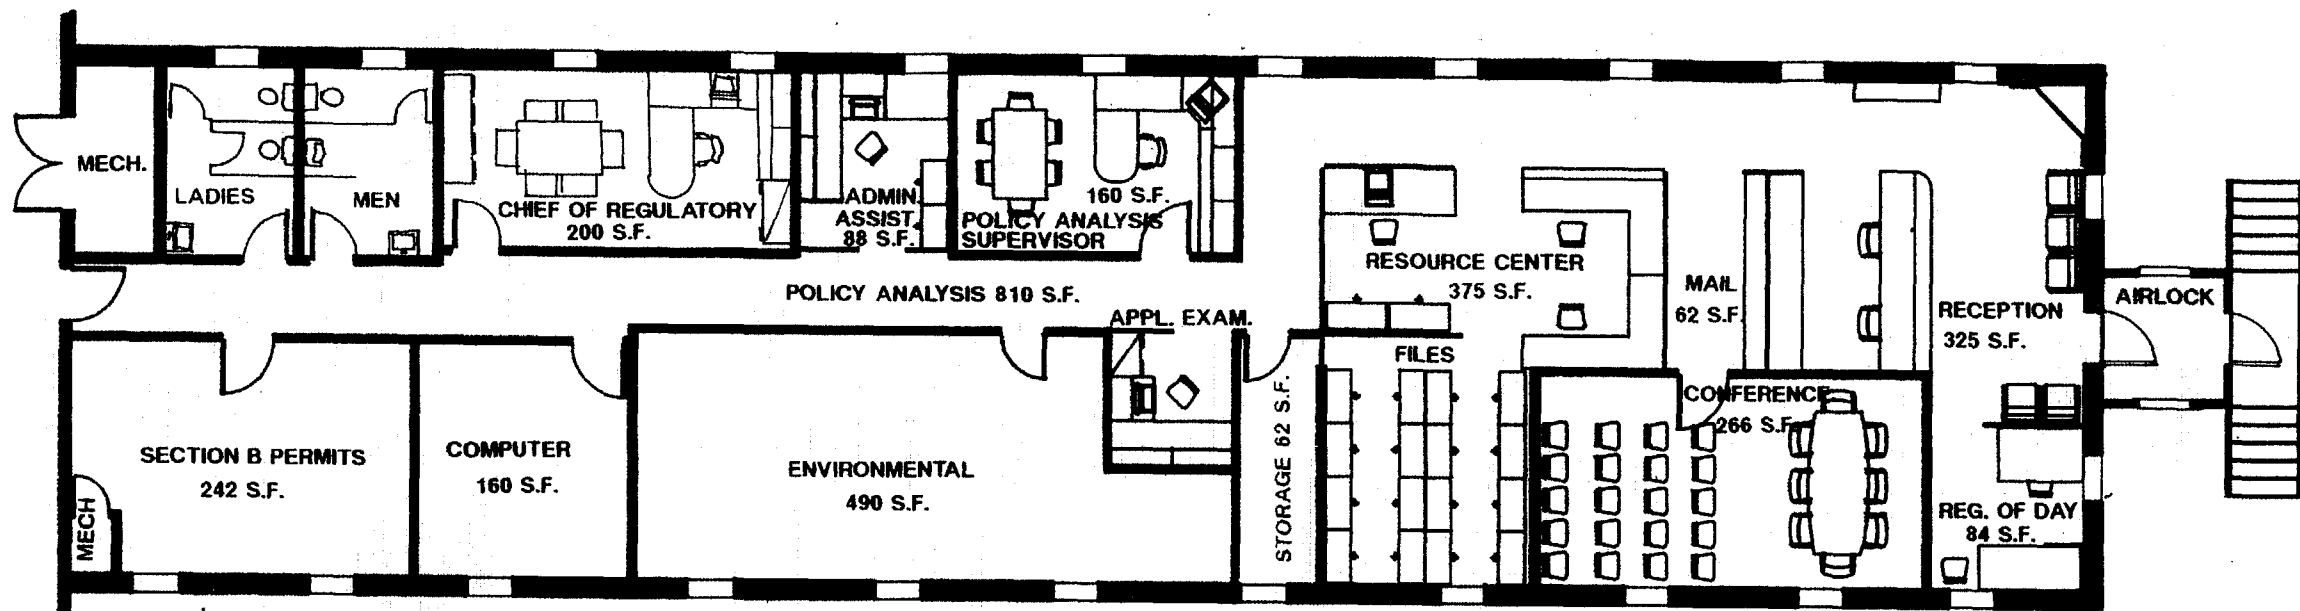 MECH.
LADIES
MEN
CHIEF OF REGULATORY
200 S.F.
ADMIN.
ASSIST.
88 S.F.
160 S.F.
POLICY ANALYSIS
SUPERVISOR
RESOURCE CENTER
375 S.F.
MAIL
62 S.F.
RECEPTION
325 S.F.
AIRLOCK
POLICY ANALYSIS 810 S.F.
APPL. EXAM.
FILES
SECTION B PERMITS
242 S.F.
MECH
COMPUTER
160 S.F.
ENVIRONMENTAL
490 S.F.
STORAGE 62 S.F.
CONFERENCE
266 S.F.
REG. OF DAY
84 S.F.